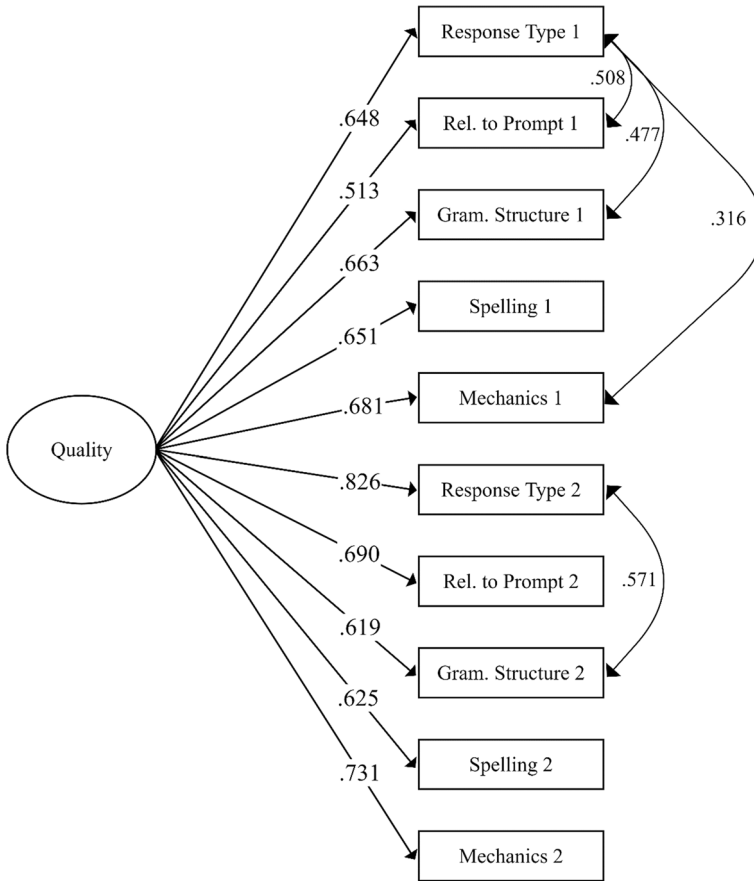 Response Type 1
.508
.648
Rel. to Prompt 1
.477
.513
Gram. Structure 1
.316
.663
Spelling 1
.651
Mechanics 1
.681
Quality
.826
Response Type 2
.690
Rel. to Prompt 2
.571
.619
Gram. Structure 2
.625
Spelling 2
.731
Mechanics 2